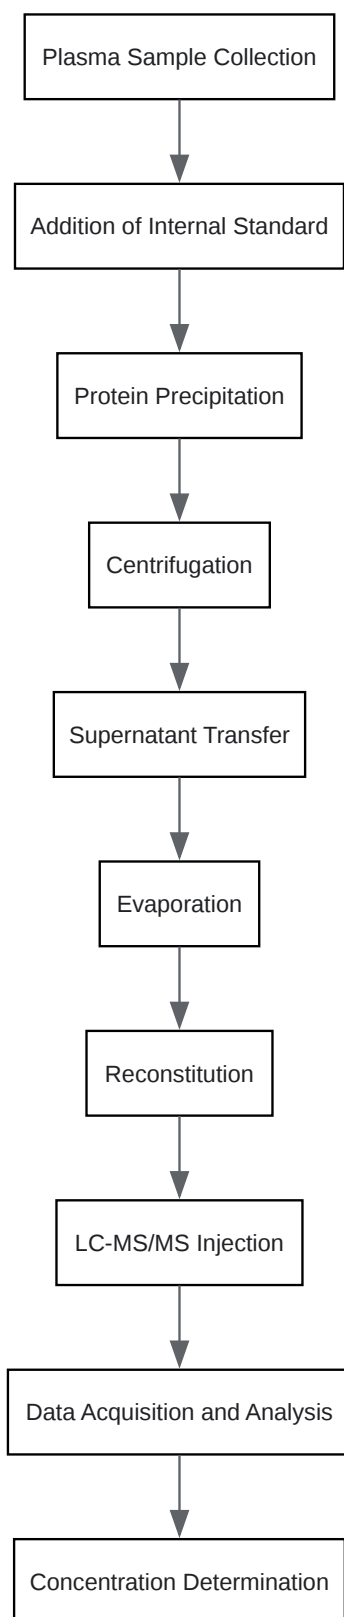 Plasma Sample Collection
Addition of Internal Standard
Protein Precipitation
Centrifugation
Supernatant Transfer
Evaporation
Reconstitution
LC-MS/MS Injection
Data Acquisition and Analysis
Concentration Determination